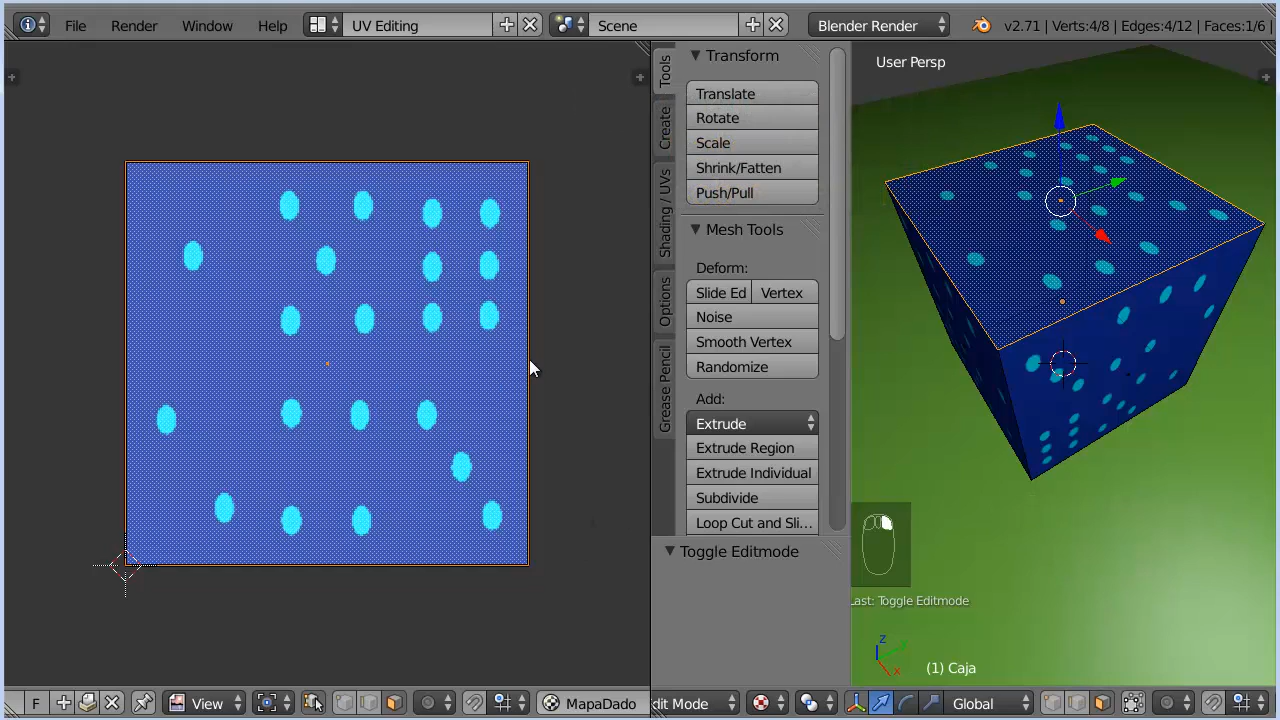 File Render Window Help UV Editing Scene Blender Render v2.71 | Verts:4/8 | Edges:4/12 | Faces:1/6 |
Tools
Create
Shading / UVs
Options
Grease Pencil
Transform
Translate
Rotate
Scale
Shrink/Fatten
Push/Pull
Mesh Tools
Deform:
Slide Ed Vertex
Noise
Smooth Vertex
Randomize
Add:
Extrude
Extrude Region
Extrude Individual
Subdivide
Loop Cut and Sli...
Toggle Editmode
User Persp
Last: Toggle Editmode
z
y
x
(1) Caja
F View MapaDado dit Mode Global